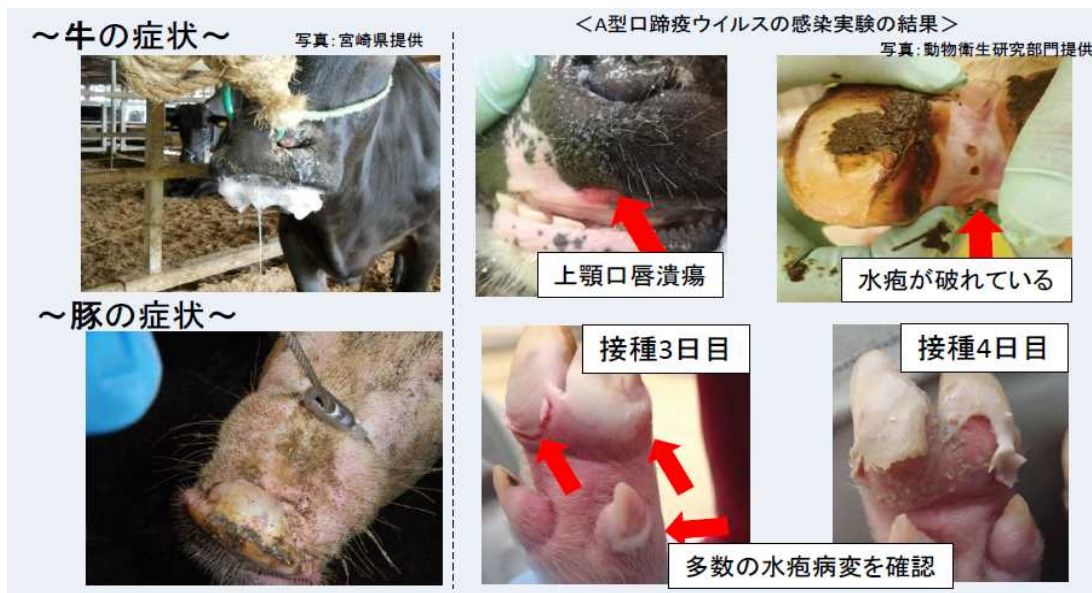 ～牛の症状～
写真：宮崎県提供
＜A型口蹄疫ウイルスの感染実験の結果＞
写真：動物衛生研究部門提供
上顎口唇潰瘍
水疱が破れている
～豚の症状～
接種3日目
接種4日目
多数の水疱病変を確認